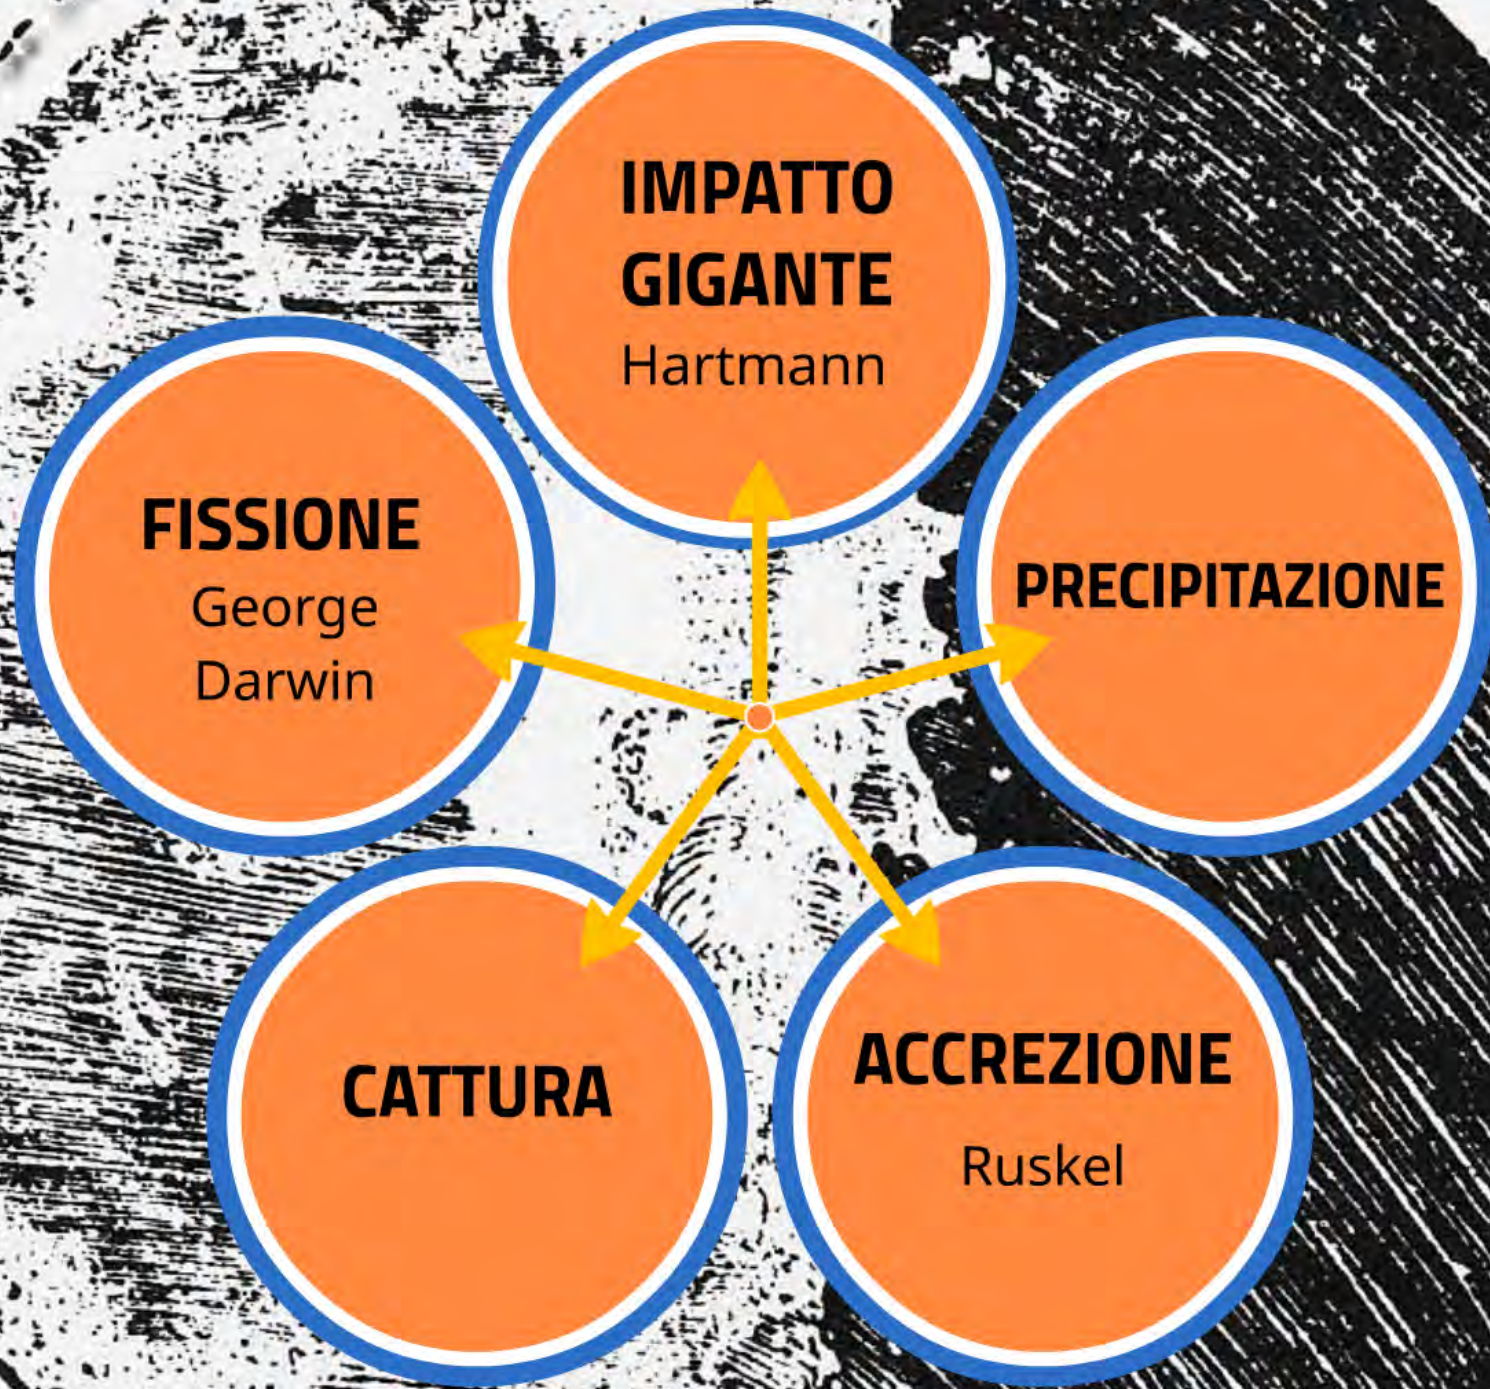 IMPATTO
GIGANTE
Hartmann
FISSIONE
George
Darwin
PRECIPITAZIONE
CATTURA
ACCREZIONE
Ruskel